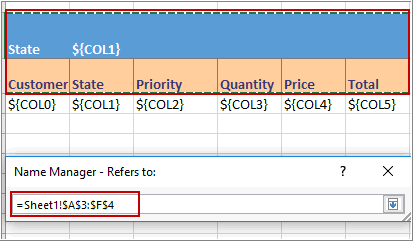 State ${COL1}
Customer State Priority Quantity Price Total
${COL0} ${COL1} ${COL2} ${COL3} ${COL4} ${COL5}
Name Manager - Refers to: ? ×
=Sheet1!$A$3:$F$4